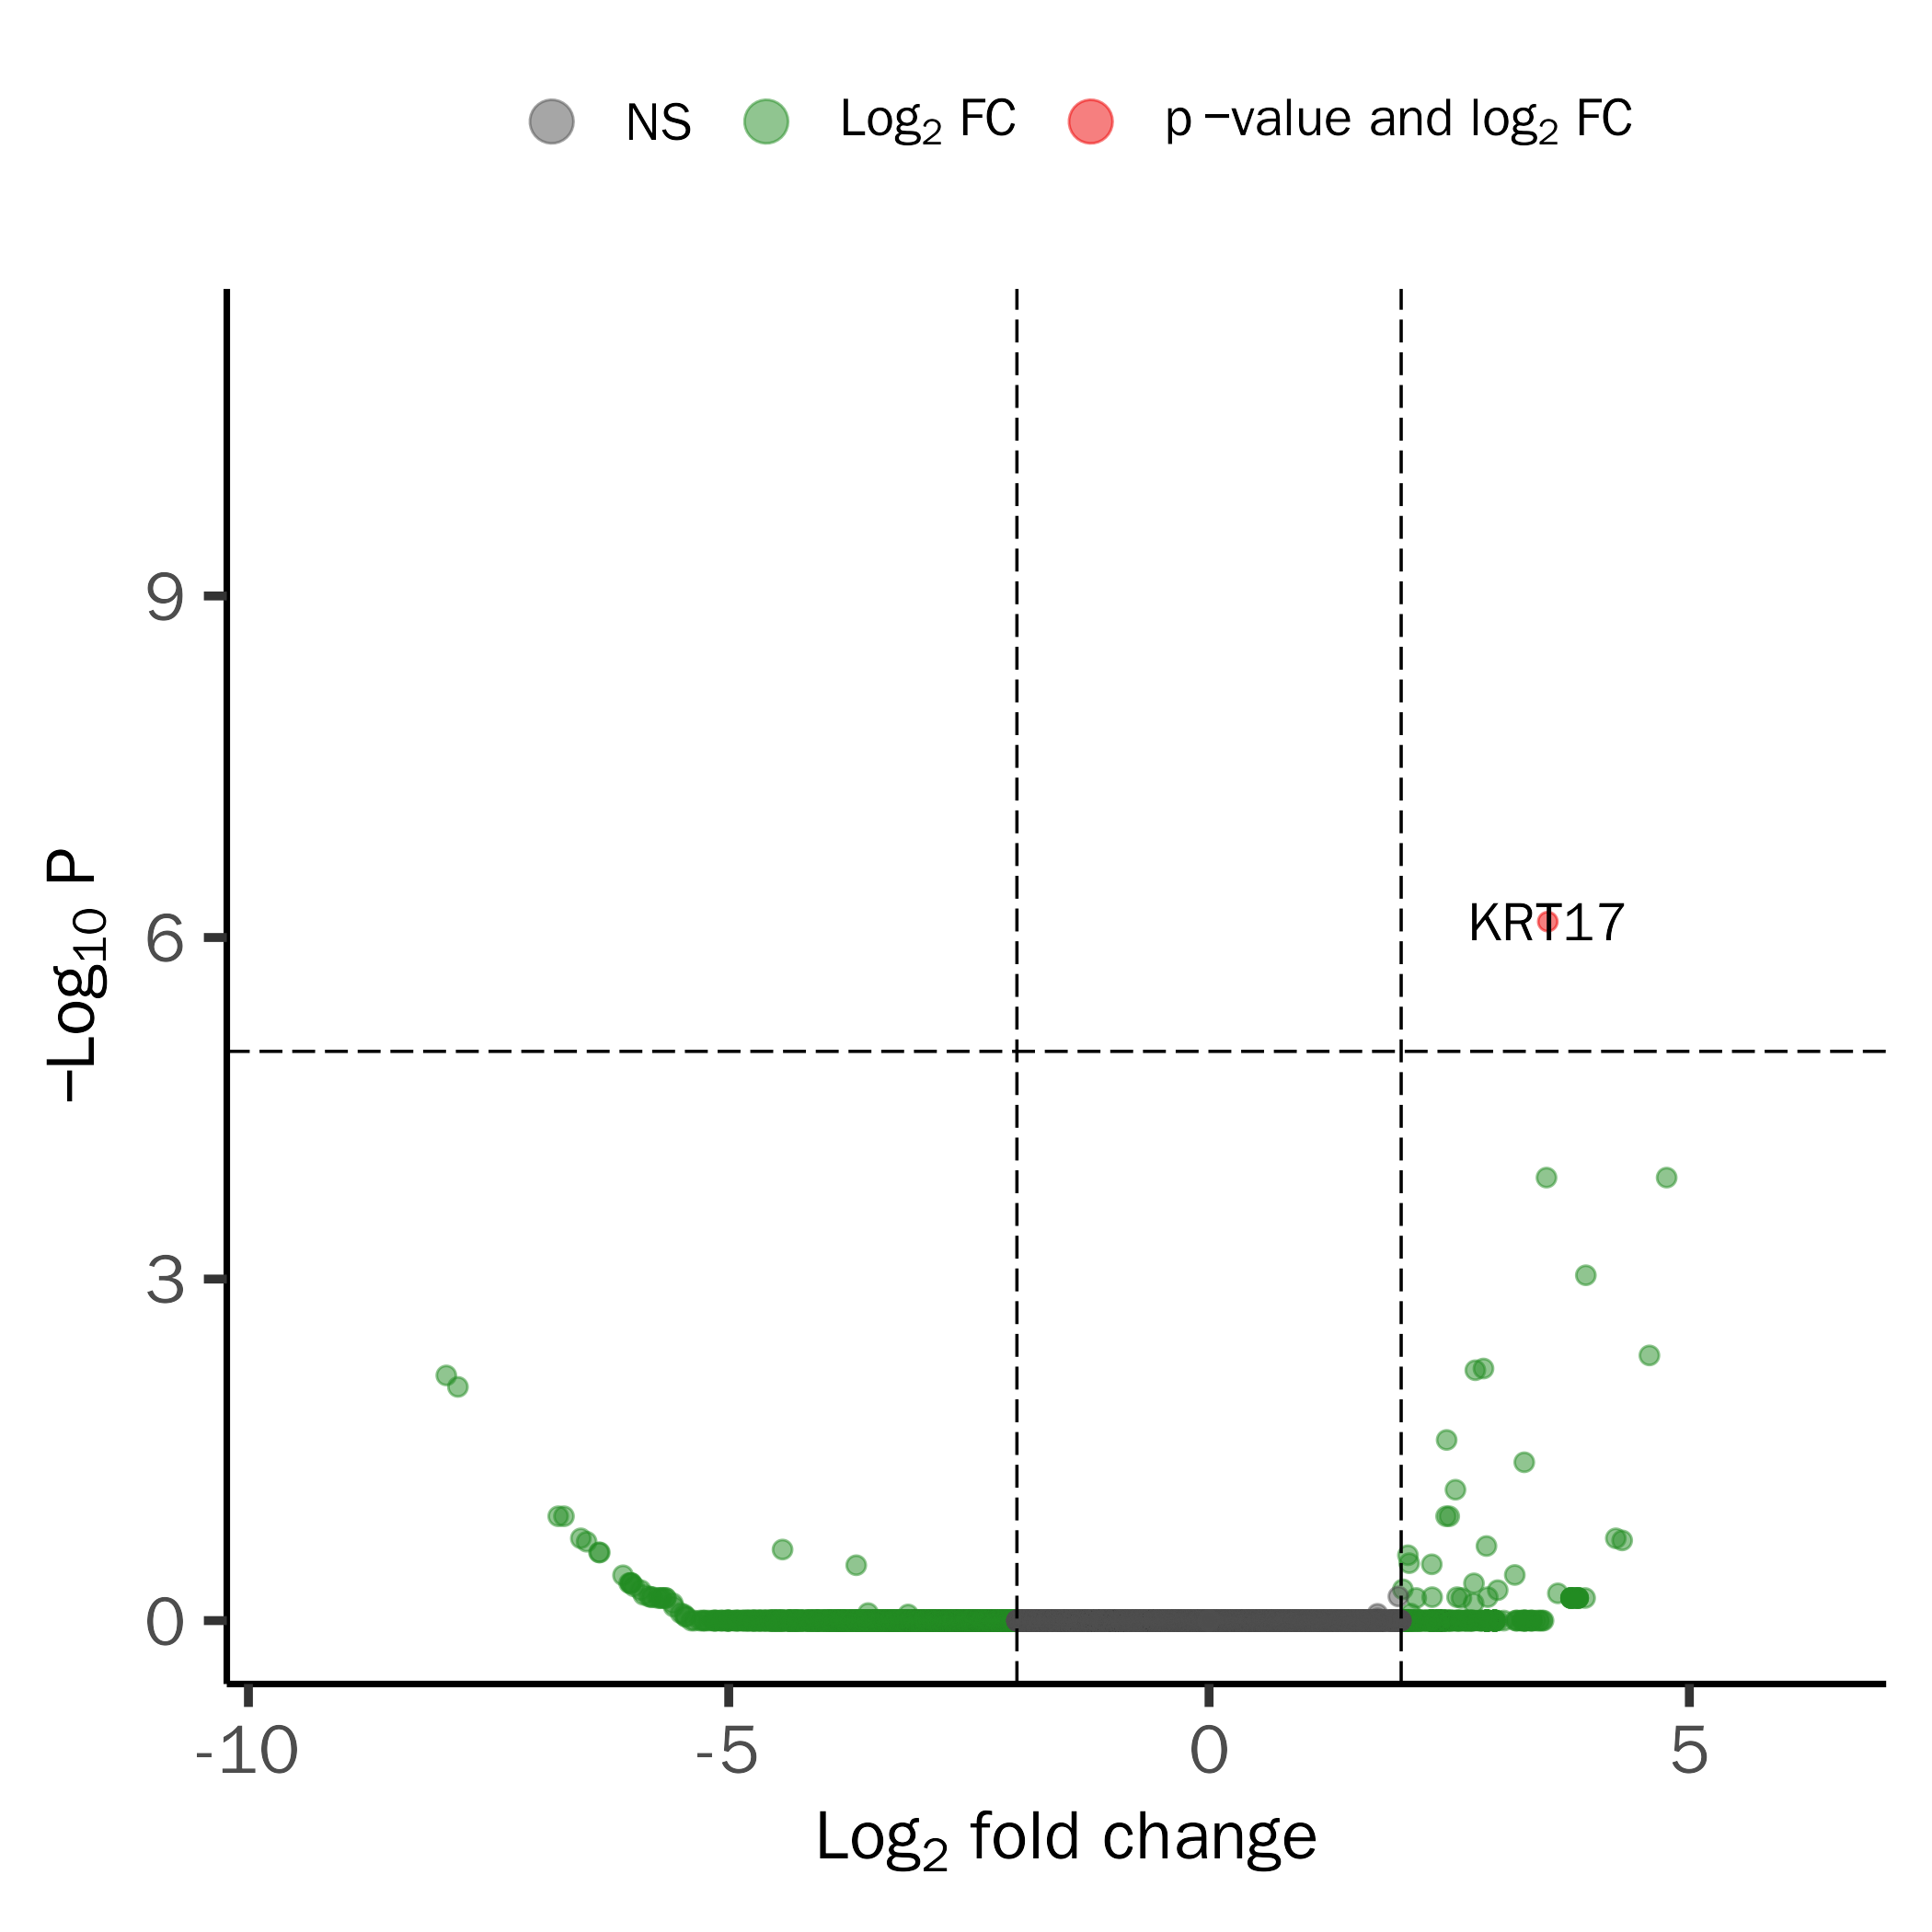 NS Log₂ FC p −value and log₂ FC
9
6
3
0
−Log₁₀ P
KRT17
-10 -5 0 5
Log₂ fold change